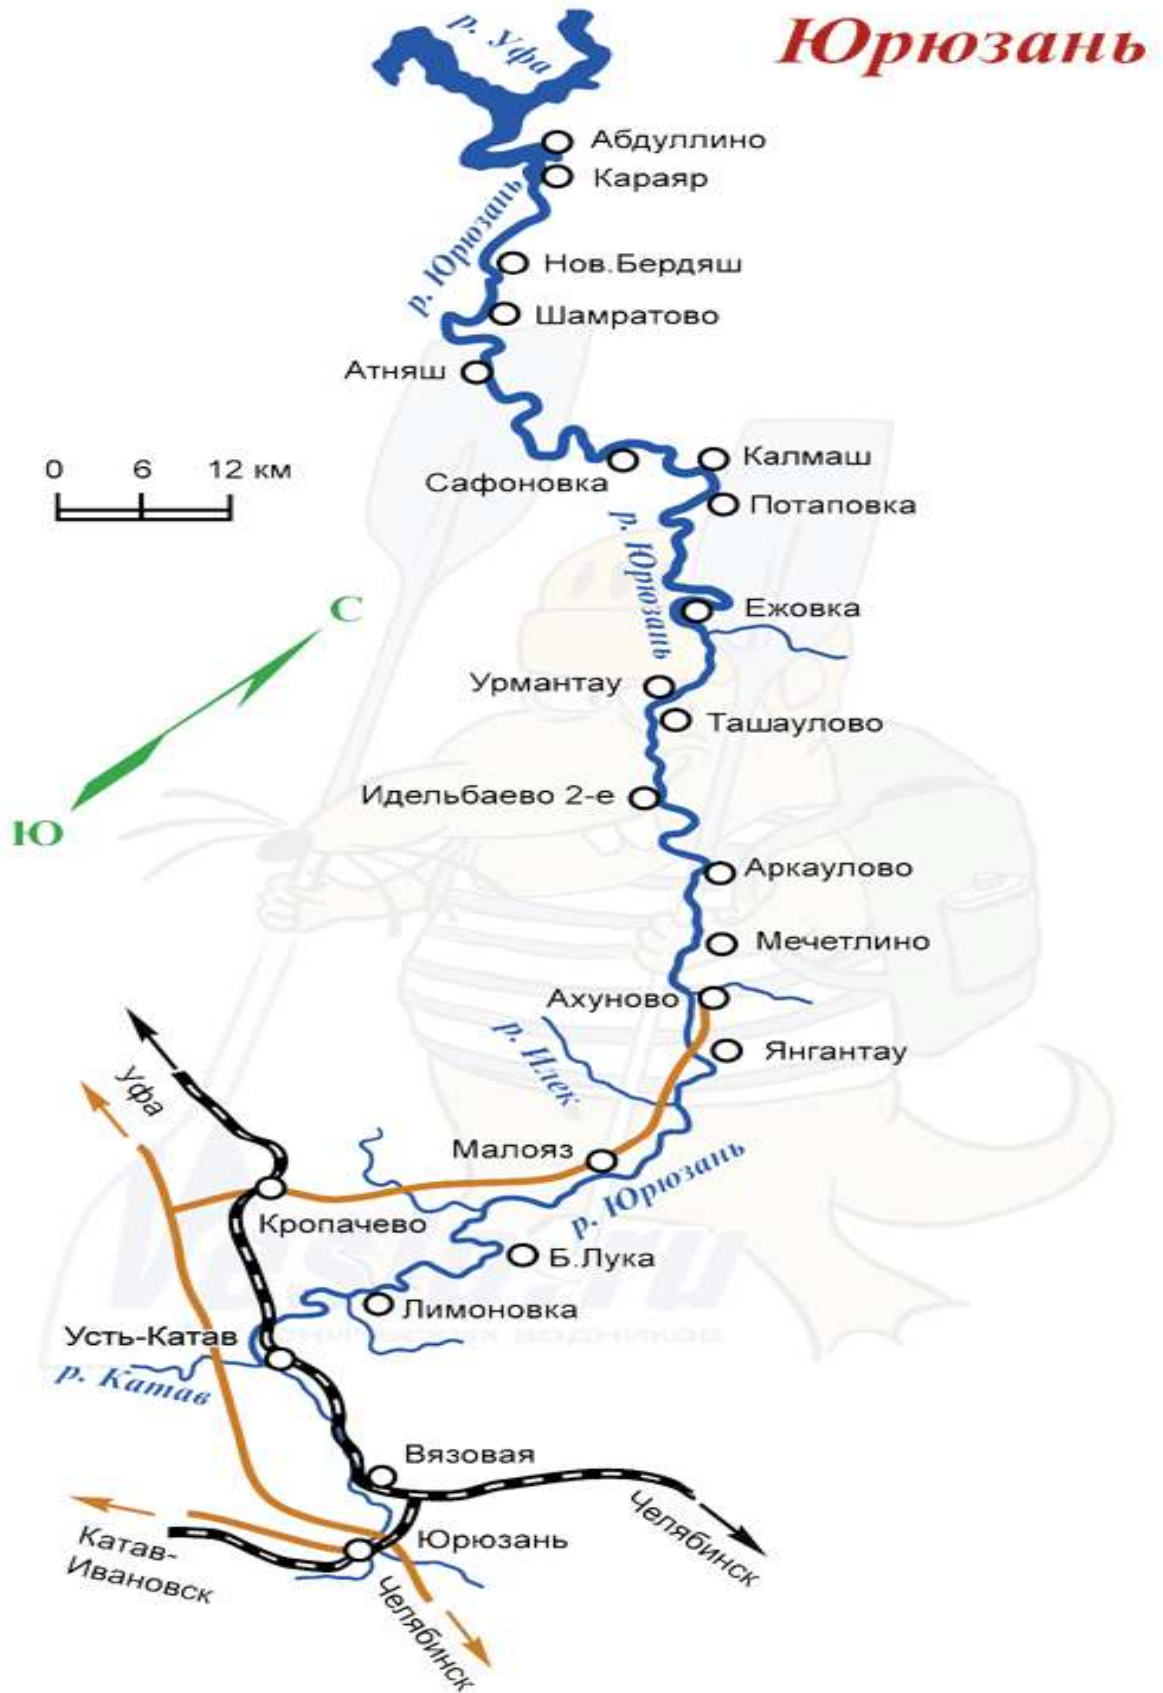 Юрюзань
р. Уфа
Абдуллино
Караяр
р. Юрюзань
Нов.Бердяш
Шамратово
Атняш
0 6 12 км
Калмаш
Сафоновка
Потаповка
р. Юрюзань
С
Ежовка
Урмантау
Ташаулово
Идельбаево 2-е
Ю
Аркаулово
Мечетлино
Ахуново
р. Илек
Янгантау
Уфа
Малояз
р. Юрюзань
Кропачево
Б.Лука
Лимоновка
Усть-Катав
водников
р. Катав
Вязовая
Челябинск
Юрюзань
Катав-
Ивановск
Челябинск